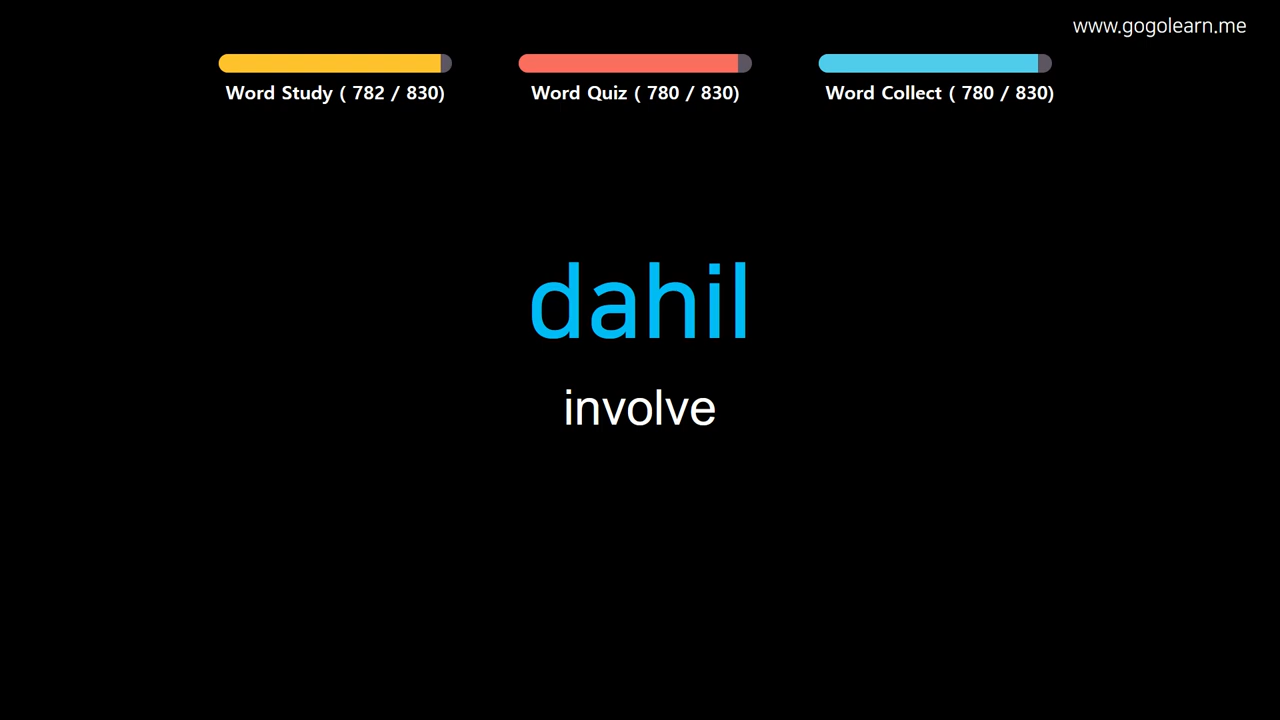 www.gogolearn.me
Word Study ( 782 / 830)
Word Quiz ( 780 / 830)
Word Collect ( 780 / 830)
dahil
involve